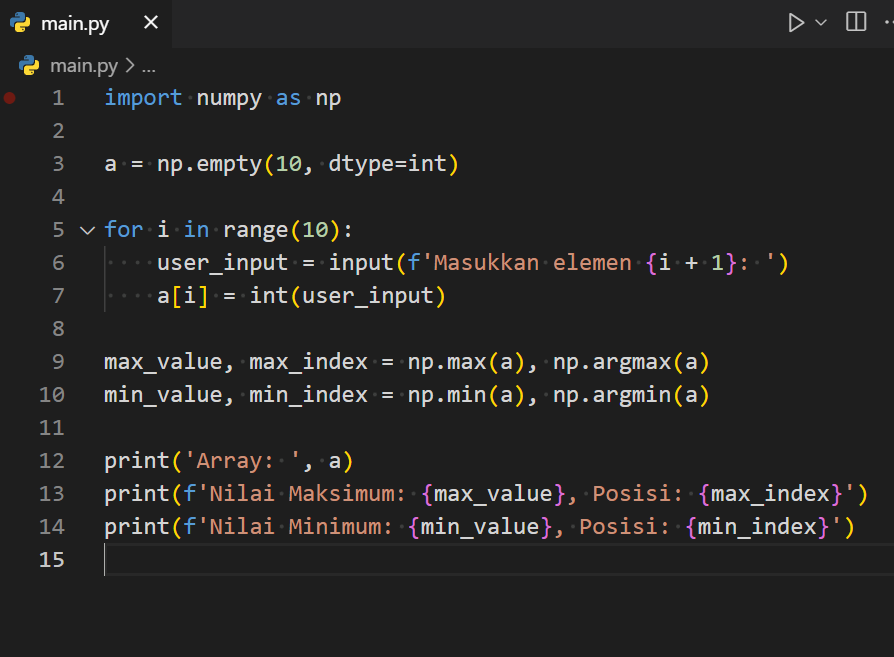 main.py
main.py > ...
1 import numpy as np
2
3 a = np.empty(10, dtype=int)
4
5 for i in range(10):
6     user_input = input(f'Masukkan elemen {i + 1}: ')
7     a[i] = int(user_input)
8
9 max_value, max_index = np.max(a), np.argmax(a)
10 min_value, min_index = np.min(a), np.argmin(a)
11
12 print('Array: ', a)
13 print(f'Nilai Maksimum: {max_value}, Posisi: {max_index}')
14 print(f'Nilai Minimum: {min_value}, Posisi: {min_index}')
15